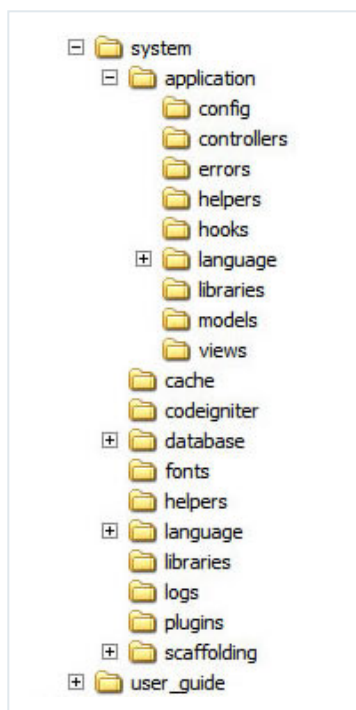 system
application
config
controllers
errors
helpers
hooks
language
libraries
models
views
cache
codeigniter
database
fonts
helpers
language
libraries
logs
plugins
scaffolding
user_guide